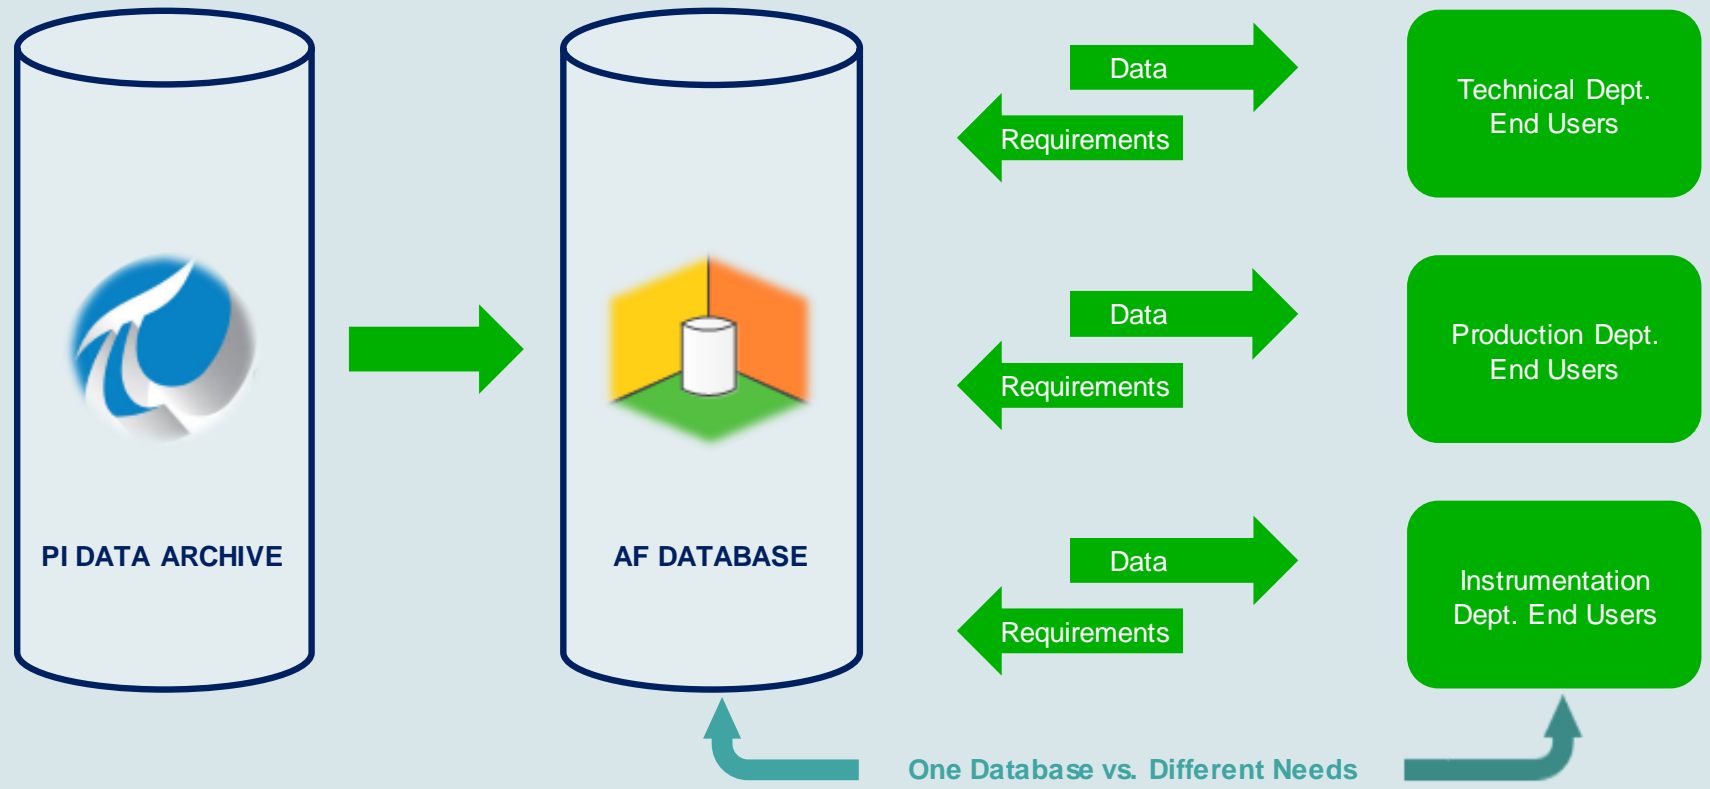 Data
Requirements
Technical Dept.
End Users
Data
Requirements
Production Dept.
End Users
PI DATA ARCHIVE
AF DATABASE
Data
Requirements
Instrumentation
Dept. End Users
One Database vs. Different Needs